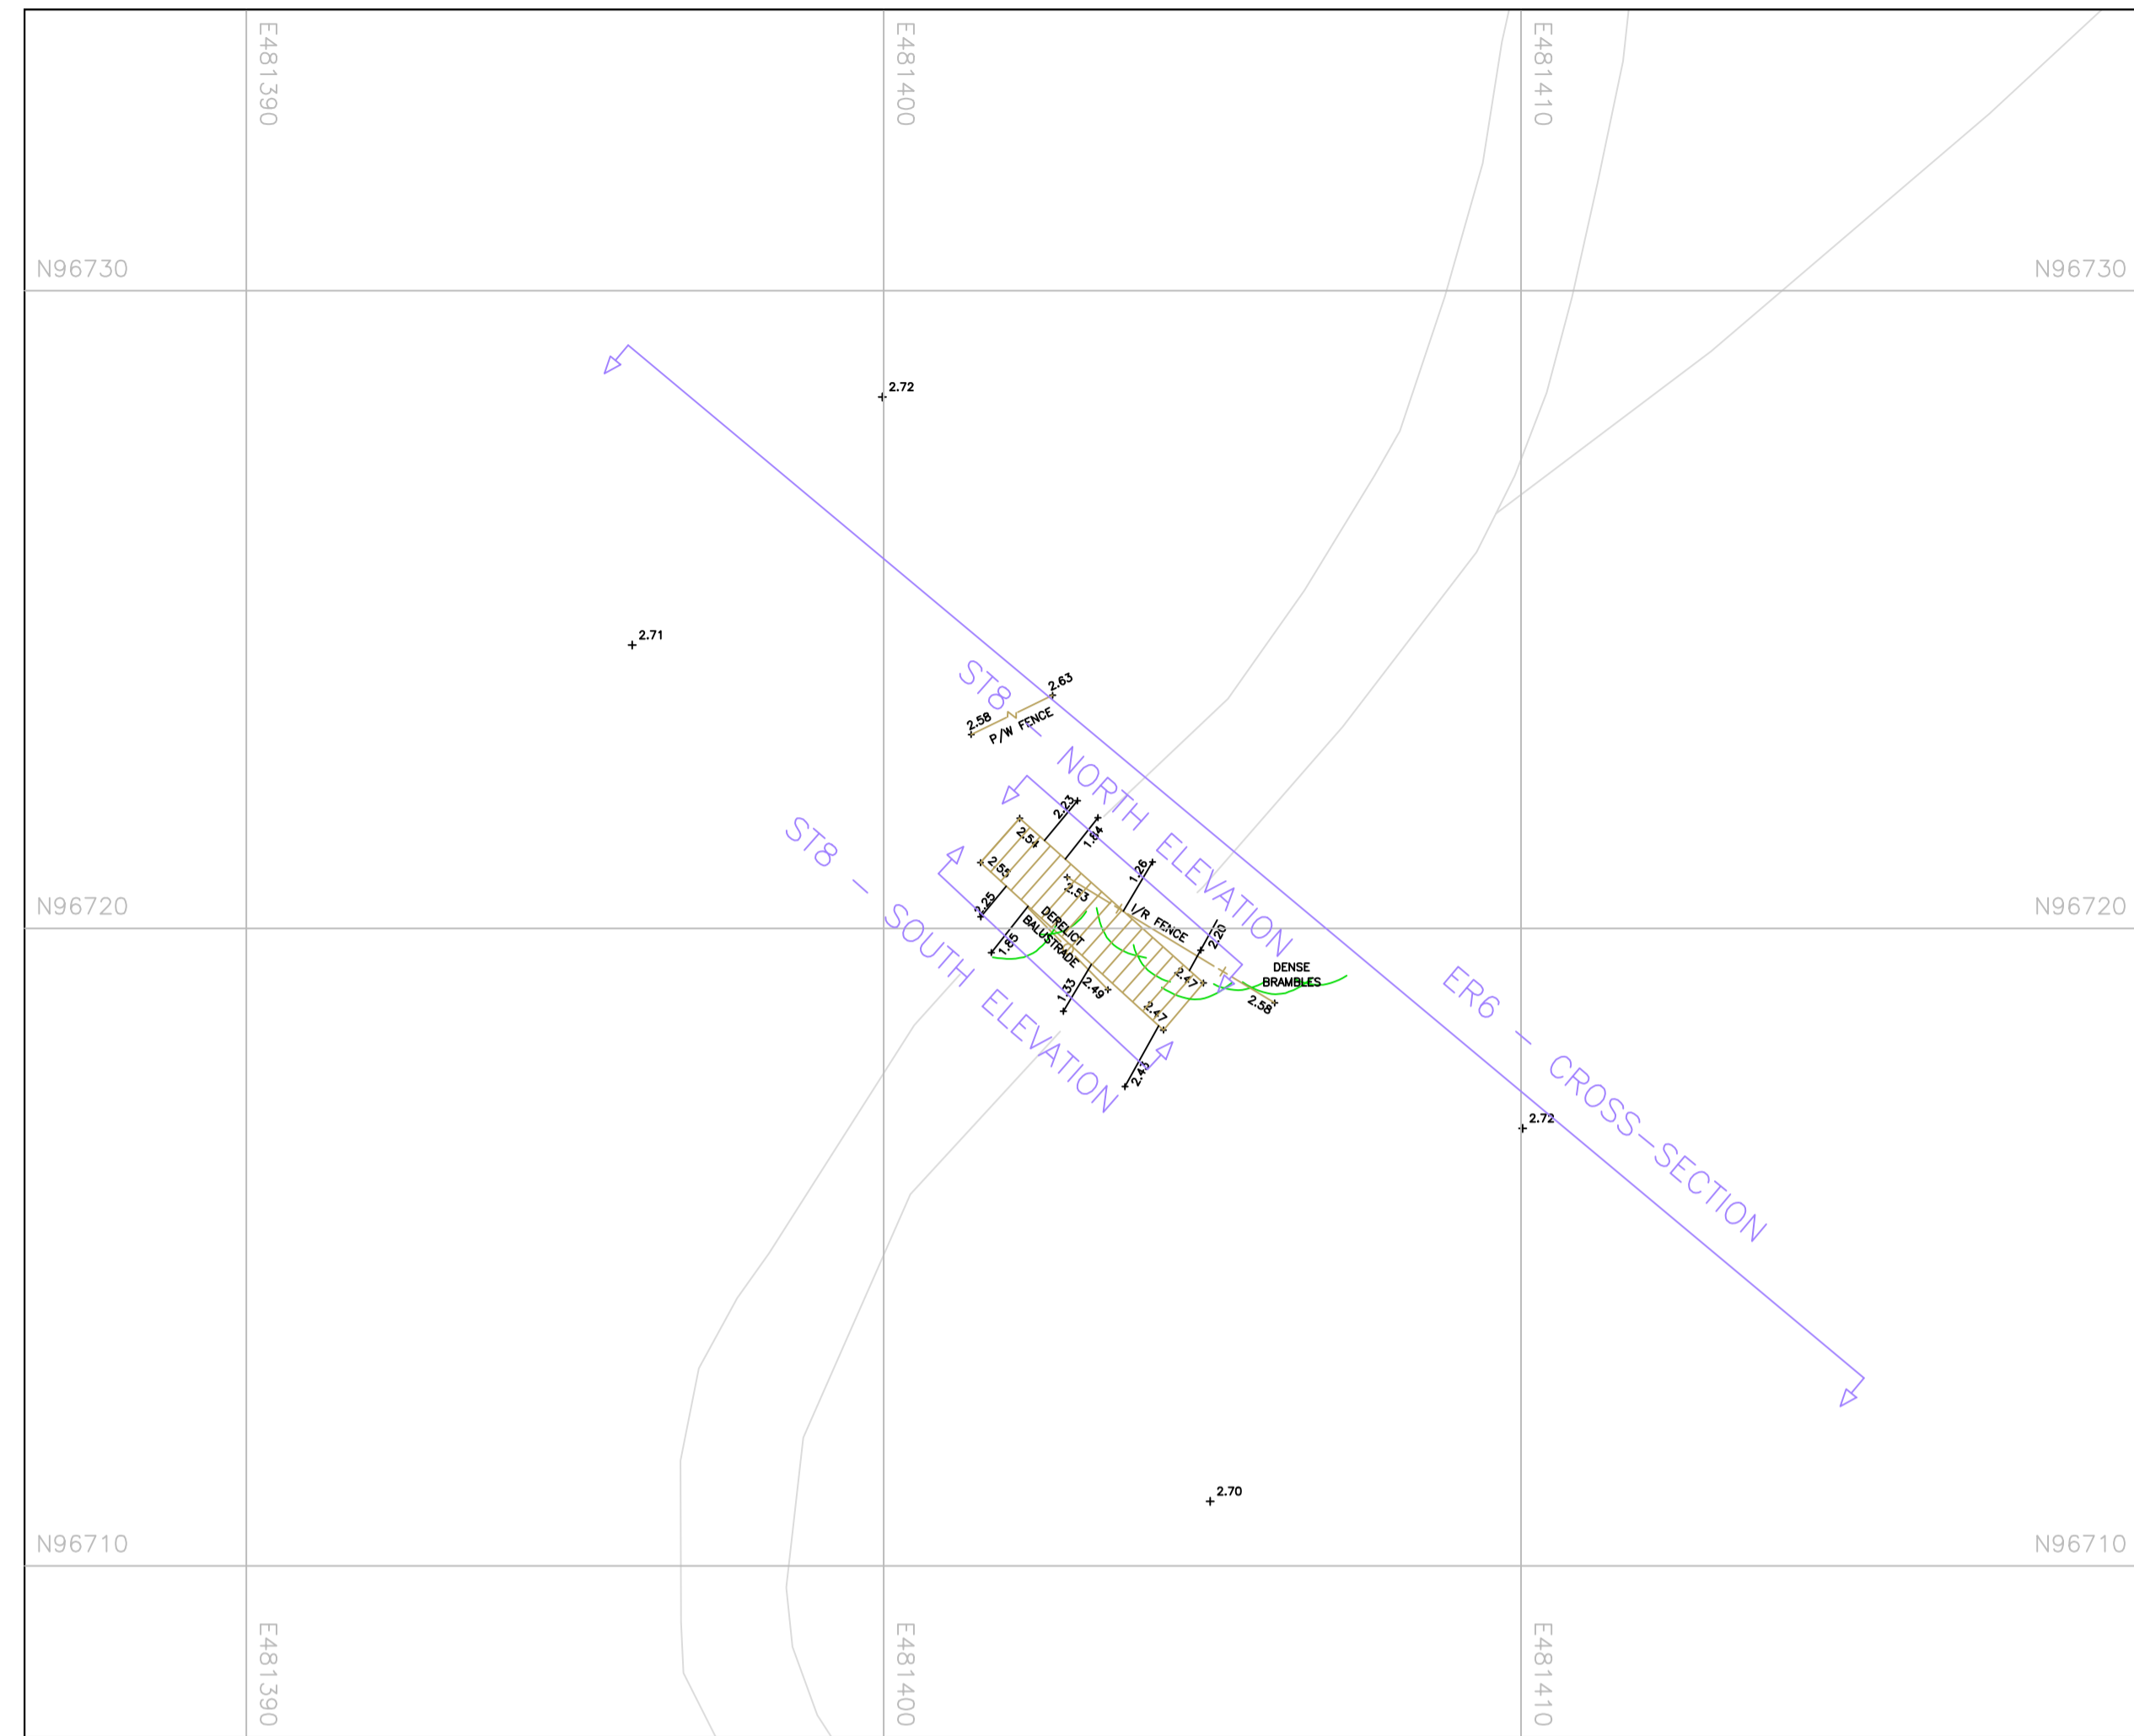 E481390
E481400
E481410
N96730
N96730
2.72
2.71
2.63
2.58
P/W FENCE
ST8 – NORTH ELEVATION
ST8 – SOUTH ELEVATION
2.23
1.84
2.54
2.55
1.26
2.53
2.25
I/R FENCE
N96720
N96720
DERELICT
BALUSTRADE
1.85
2.20
DENSE
BRAMBLES
2.47
2.49
1.33
2.47
2.58
2.43
ER6 – CROSS-SECTION
2.72
2.70
N96710
N96710
E481390
E481400
E481410